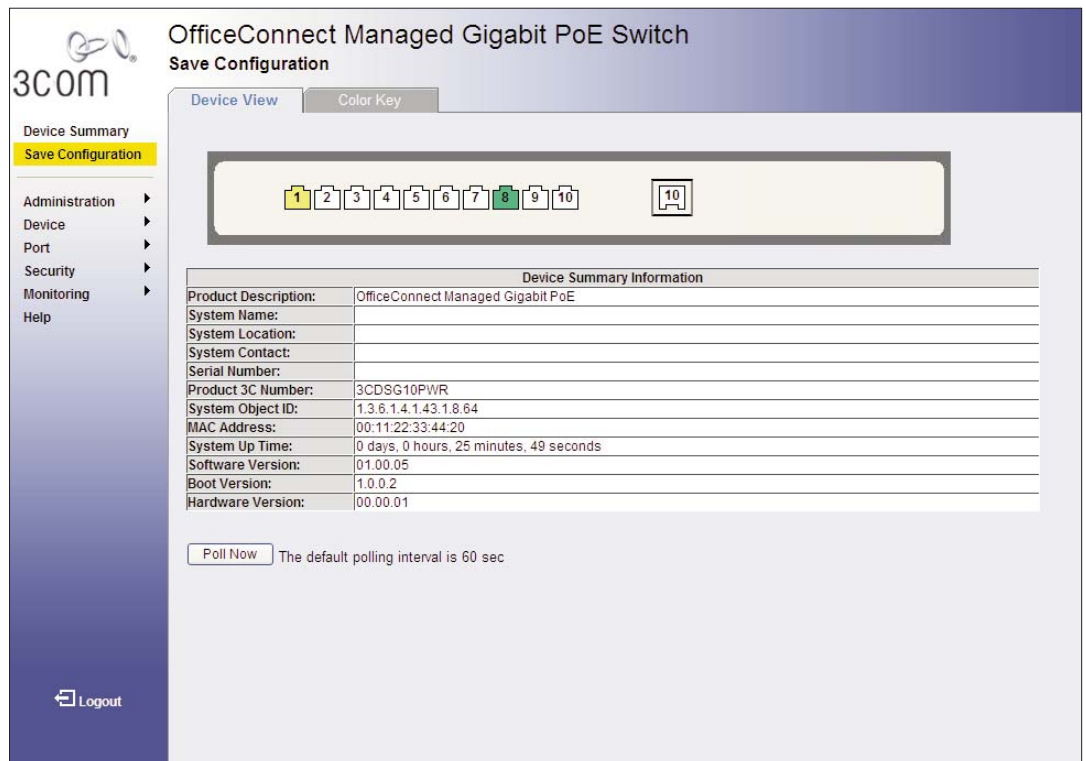 3COM
OfficeConnect Managed Gigabit PoE Switch
Save Configuration
Device View
Color Key
Device Summary
Save Configuration
Administration
Device
Port
Security
Monitoring
Help
Logout
1 2 3 4 5 6 7 8 9 10
10
Device Summary Information
Product Description: OfficeConnect Managed Gigabit PoE
System Name:
System Location:
System Contact:
Serial Number:
Product 3C Number: 3CDSG10PWR
System Object ID: 1.3.6.1.4.1.43.1.8.64
MAC Address: 00:11:22:33:44:20
System Up Time: 0 days, 0 hours, 25 minutes, 49 seconds
Software Version: 01.00.05
Boot Version: 1.0.0.2
Hardware Version: 00.00.01
Poll Now The default polling interval is 60 sec